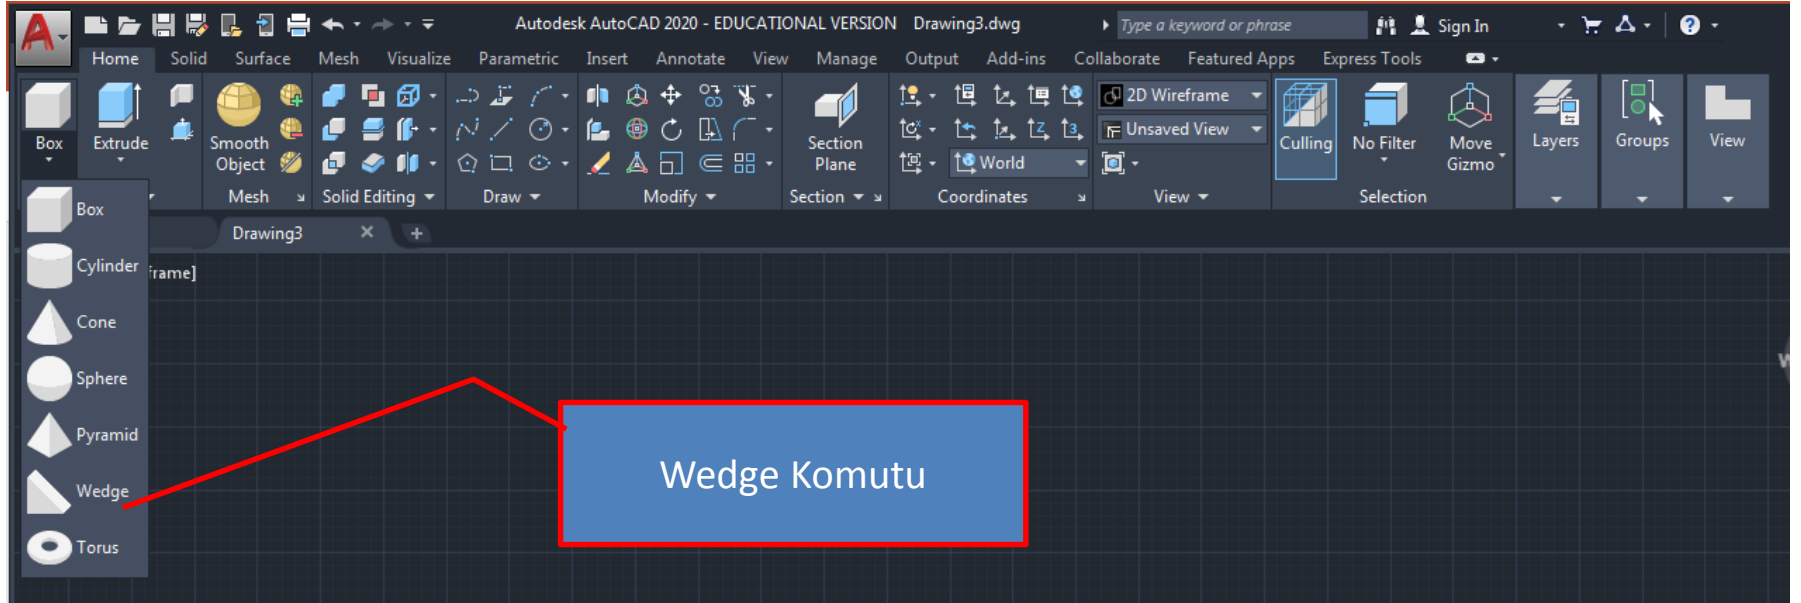 Autodesk AutoCAD 2020 - EDUCATIONAL VERSION Drawing3.dwg Type a keyword or phrase Sign In
Home Solid Surface Mesh Visualize Parametric Insert Annotate View Manage Output Add-ins Collaborate Featured Apps Express Tools
2D Wireframe
Unsaved View
Box Extrude Smooth Object Section Plane World Culling No Filter Move Gizmo Layers Groups View
Mesh Solid Editing Draw Modify Section Coordinates View Selection
Drawing3
Box
Cylinder
frame]
Cone
Sphere
Pyramid
Wedge
Torus
Wedge Komutu
W